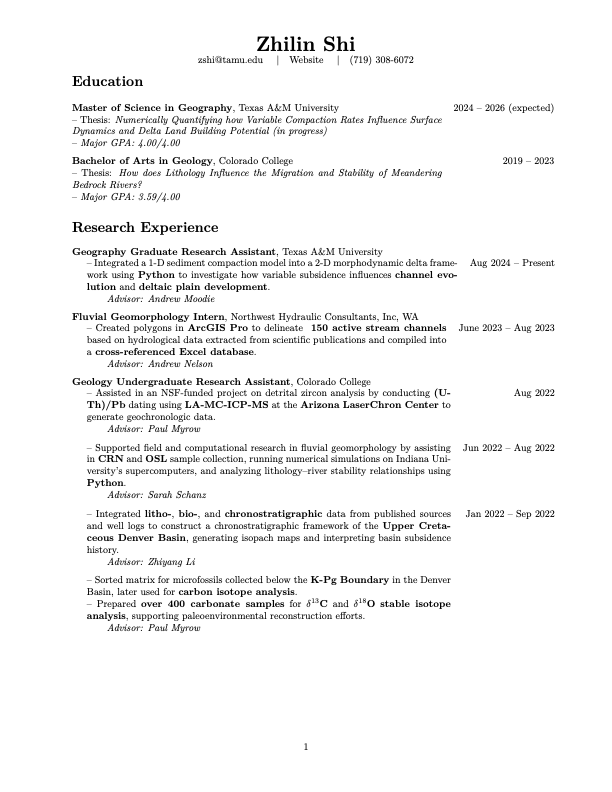 Zhilin Shi
zshi@tamu.edu | Website | (719) 308-6072
Education
Master of Science in Geography, Texas A&M University 2024 – 2026 (expected)
– Thesis: Numerically Quantifying how Variable Compaction Rates Influence Surface
Dynamics and Delta Land Building Potential (in progress)
– Major GPA: 4.00/4.00
Bachelor of Arts in Geology, Colorado College 2019 – 2023
– Thesis: How does Lithology Influence the Migration and Stability of Meandering
Bedrock Rivers?
– Major GPA: 3.59/4.00
Research Experience
Geography Graduate Research Assistant, Texas A&M University
– Integrated a 1-D sediment compaction model into a 2-D morphodynamic delta frame- Aug 2024 – Present
work using Python to investigate how variable subsidence influences channel evo-
lution and deltaic plain development.
Advisor: Andrew Moodie
Fluvial Geomorphology Intern, Northwest Hydraulic Consultants, Inc, WA
– Created polygons in ArcGIS Pro to delineate 150 active stream channels June 2023 – Aug 2023
based on hydrological data extracted from scientific publications and compiled into
a cross-referenced Excel database.
Advisor: Andrew Nelson
Geology Undergraduate Research Assistant, Colorado College
– Assisted in an NSF-funded project on detrital zircon analysis by conducting (U- Aug 2022
Th)/Pb dating using LA-MC-ICP-MS at the Arizona LaserChron Center to
generate geochronologic data.
Advisor: Paul Myrow
– Supported field and computational research in fluvial geomorphology by assisting Jun 2022 – Aug 2022
in CRN and OSL sample collection, running numerical simulations on Indiana Uni-
versity's supercomputers, and analyzing lithology–river stability relationships using
Python.
Advisor: Sarah Schanz
– Integrated litho-, bio-, and chronostratigraphic data from published sources Jan 2022 – Sep 2022
and well logs to construct a chronostratigraphic framework of the Upper Creta-
ceous Denver Basin, generating isopach maps and interpreting basin subsidence
history.
Advisor: Zhiyang Li
– Sorted matrix for microfossils collected below the K-Pg Boundary in the Denver
Basin, later used for carbon isotope analysis.
– Prepared over 400 carbonate samples for δ¹³C and δ¹⁸O stable isotope
analysis, supporting paleoenvironmental reconstruction efforts.
Advisor: Paul Myrow
1